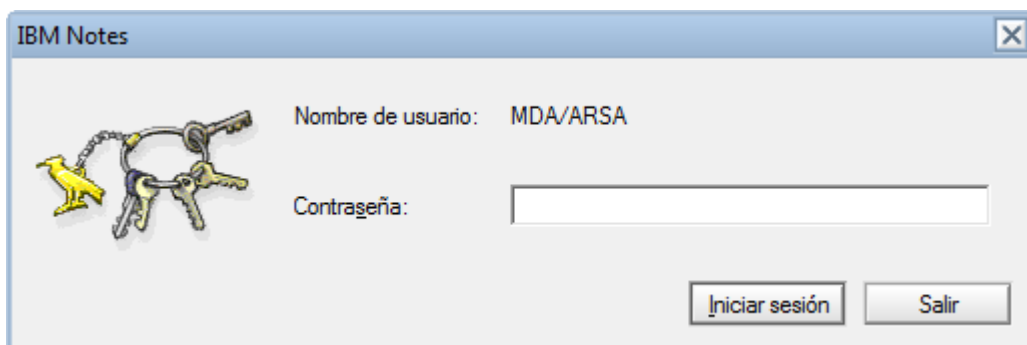 IBM Notes
Nombre de usuario: MDA/ARSA
Contraseña:
Iniciar sesión Salir